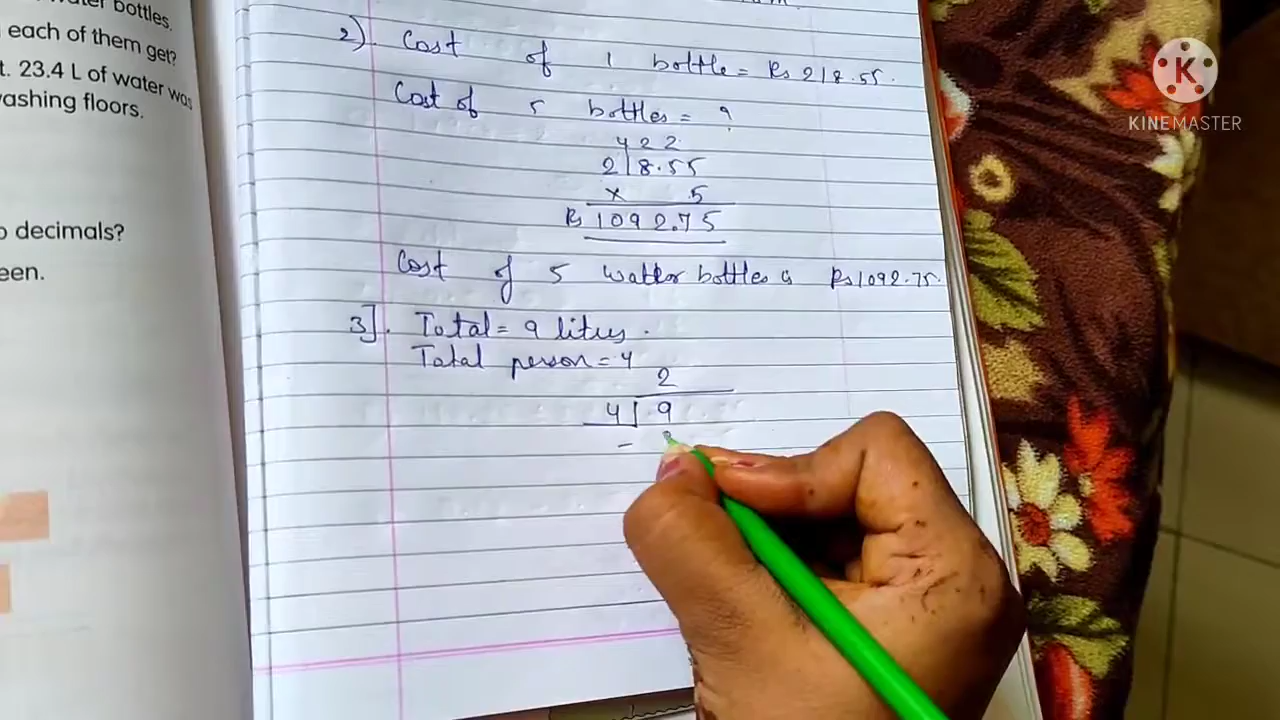 water bottles.
each of them get?
t. 23.4 L of water was
washing floors.
o decimals?
een.
2) Cost of 1 bottle = Rs 218.55.
Cost of 5 bottles = ?
4 2 2
218.55
x 5
Rs 1092.75
Cost of 5 watter bottles is Rs 1092.75.
3]. Total = 9 litres.
Total person = 4
2
4 9
- 8
K
KINEMASTER